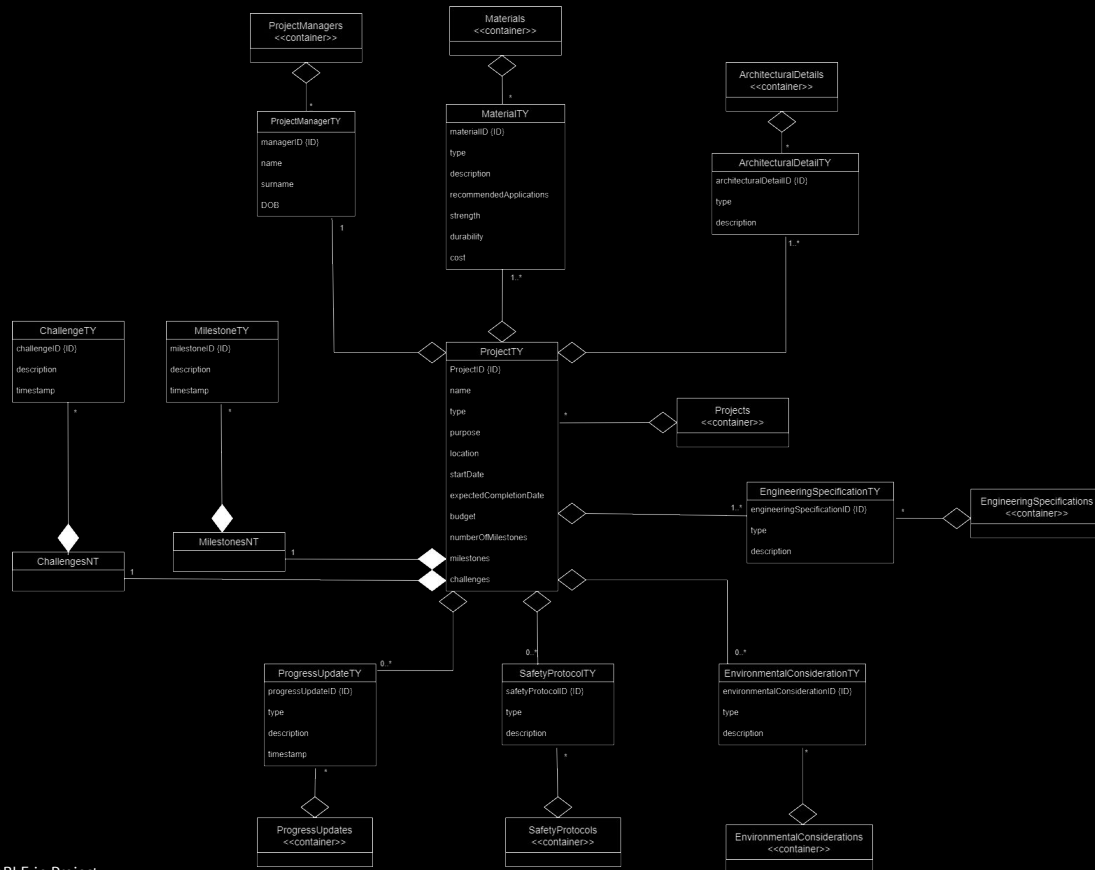 ProjectManagers
<<container>>
Materials
<<container>>
ArchitecturalDetails
<<container>>
*
ProjectManagerTY
managerID {ID}
name
surname
DOB
1
*
MaterialTY
materialID {ID}
type
description
recommendedApplications
strength
durability
cost
1..*
*
ArchitecturalDetailTY
architecturalDetailID {ID}
type
description
1..*
ChallengeTY
challengeID {ID}
description
timestamp
*
MilestoneTY
milestoneID {ID}
description
timestamp
*
ProjectTY
ProjectID {ID}
name
type
purpose
location
startDate
expectedCompletionDate
budget
numberOfMilestones
milestones
challenges
*
Projects
<<container>>
1..*
EngineeringSpecificationTY
engineeringSpecificationID {ID}
type
description
*
EngineeringSpecifications
<<container>>
MilestonesNT
1
ChallengesNT
1
0..*
ProgressUpdateTY
progressUpdateID {ID}
type
description
timestamp
*
0..*
SafetyProtocolTY
safetyProtocolID {ID}
type
description
*
0..*
EnvironmentalConsiderationTY
environmentalConsiderationID {ID}
type
description
*
ProgressUpdates
<<container>>
SafetyProtocols
<<container>>
EnvironmentalConsiderations
<<container>>
in Project